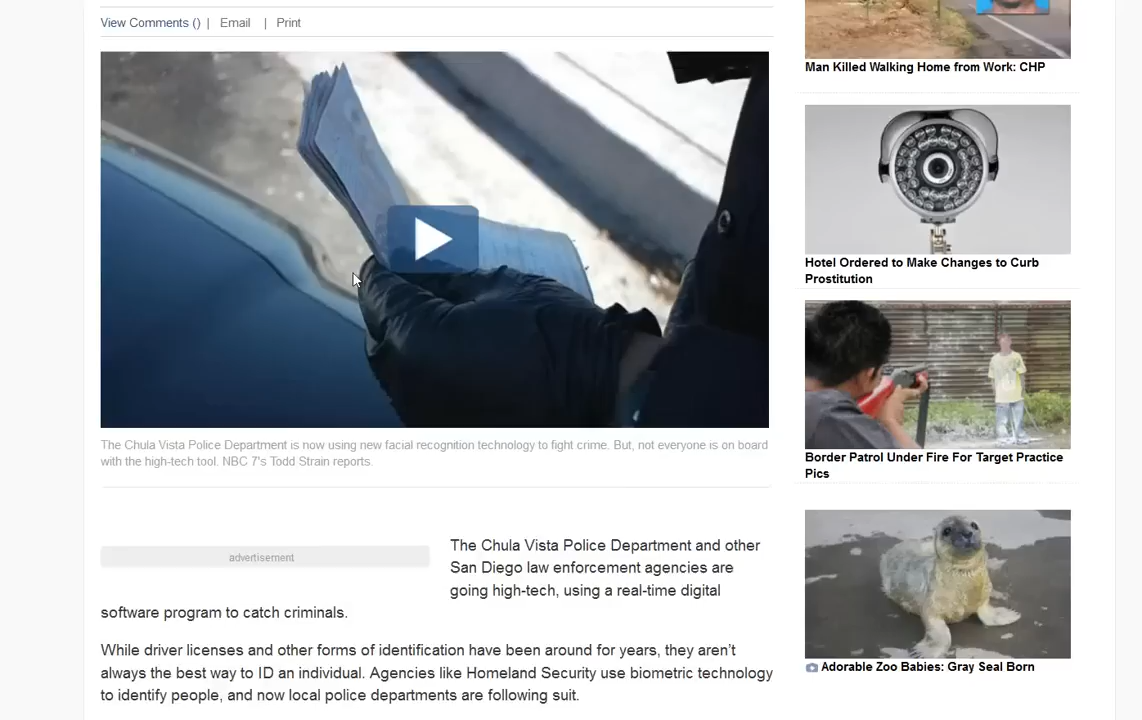 View Comments () | Email | Print
The Chula Vista Police Department is now using new facial recognition technology to fight crime. But, not everyone is on board
with the high-tech tool. NBC 7's Todd Strain reports.
advertisement
The Chula Vista Police Department and other
San Diego law enforcement agencies are
going high-tech, using a real-time digital
software program to catch criminals.
While driver licenses and other forms of identification have been around for years, they aren't
always the best way to ID an individual. Agencies like Homeland Security use biometric technology
to identify people, and now local police departments are following suit.
Man Killed Walking Home from Work: CHP
Hotel Ordered to Make Changes to Curb
Prostitution
Border Patrol Under Fire For Target Practice
Pics
Adorable Zoo Babies: Gray Seal Born